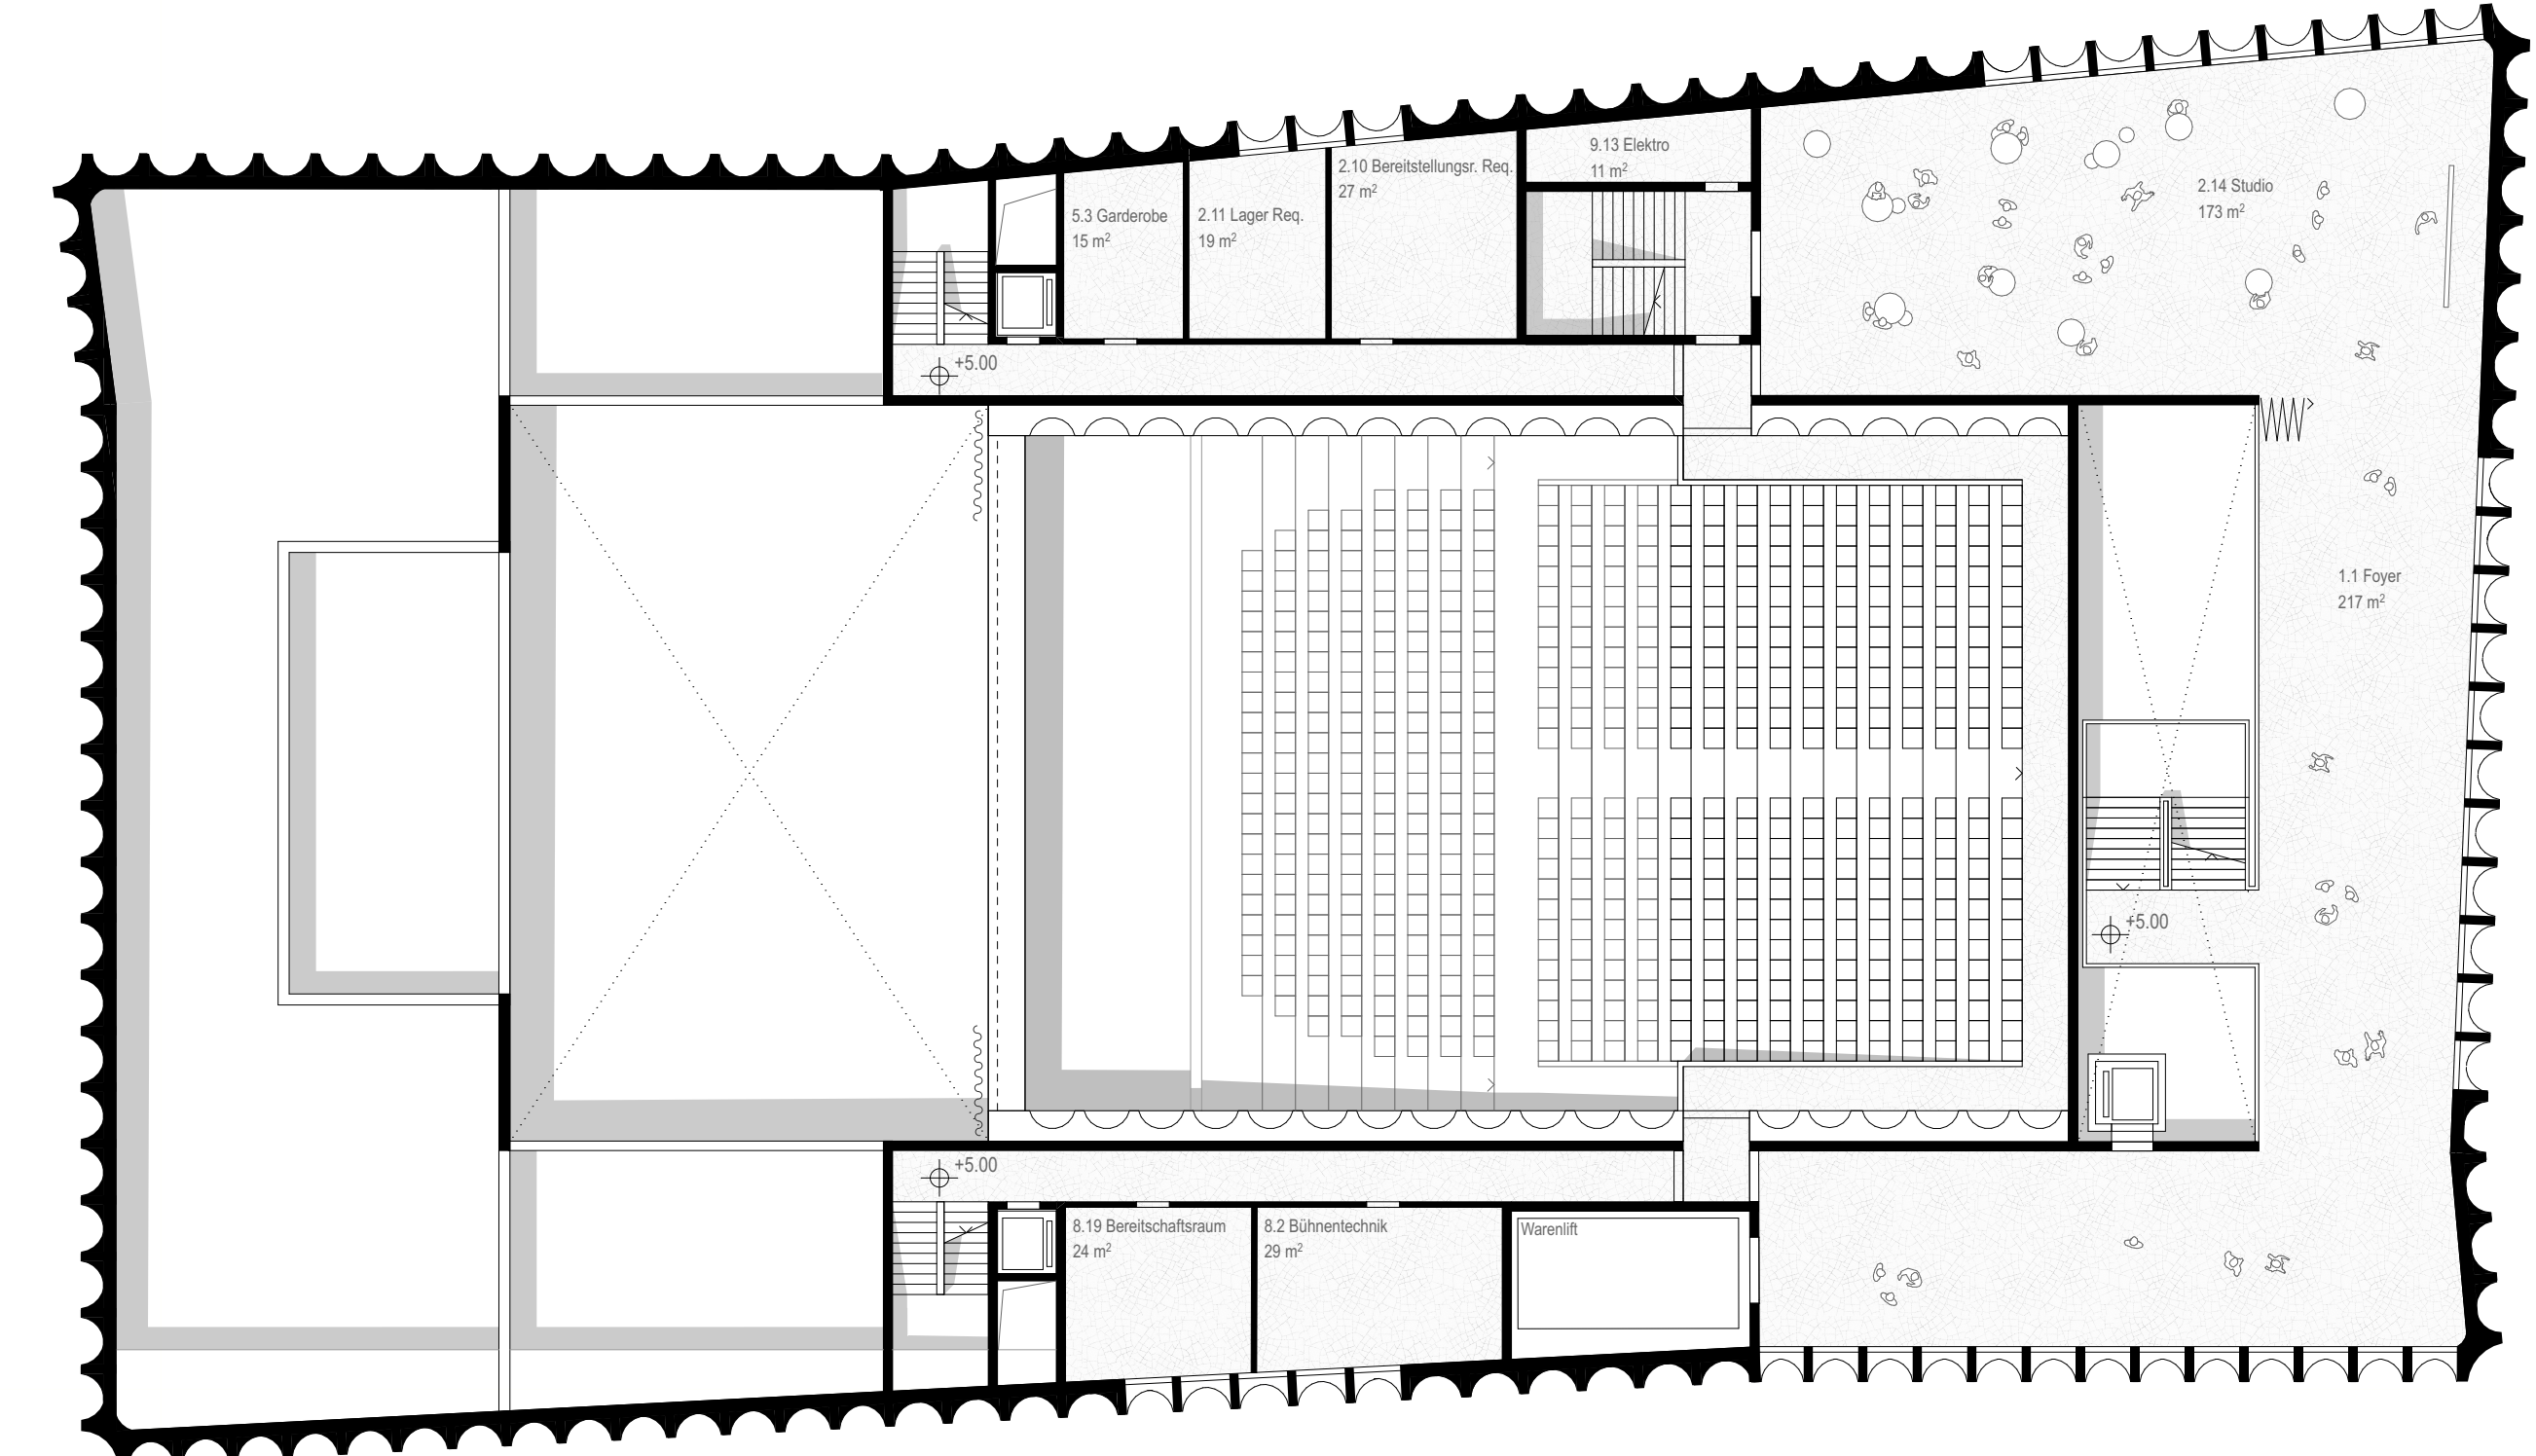 9.13 Elektro
11 m²
2.10 Bereitstellungsr. Req.
27 m²
2.14 Studio
173 m²
5.3 Garderobe
15 m²
2.11 Lager Req.
19 m²
+5.00
1.1 Foyer
217 m²
+5.00
+5.00
8.19 Bereitschaftsraum
24 m²
8.2 Bühnentechnik
29 m²
Warenlift